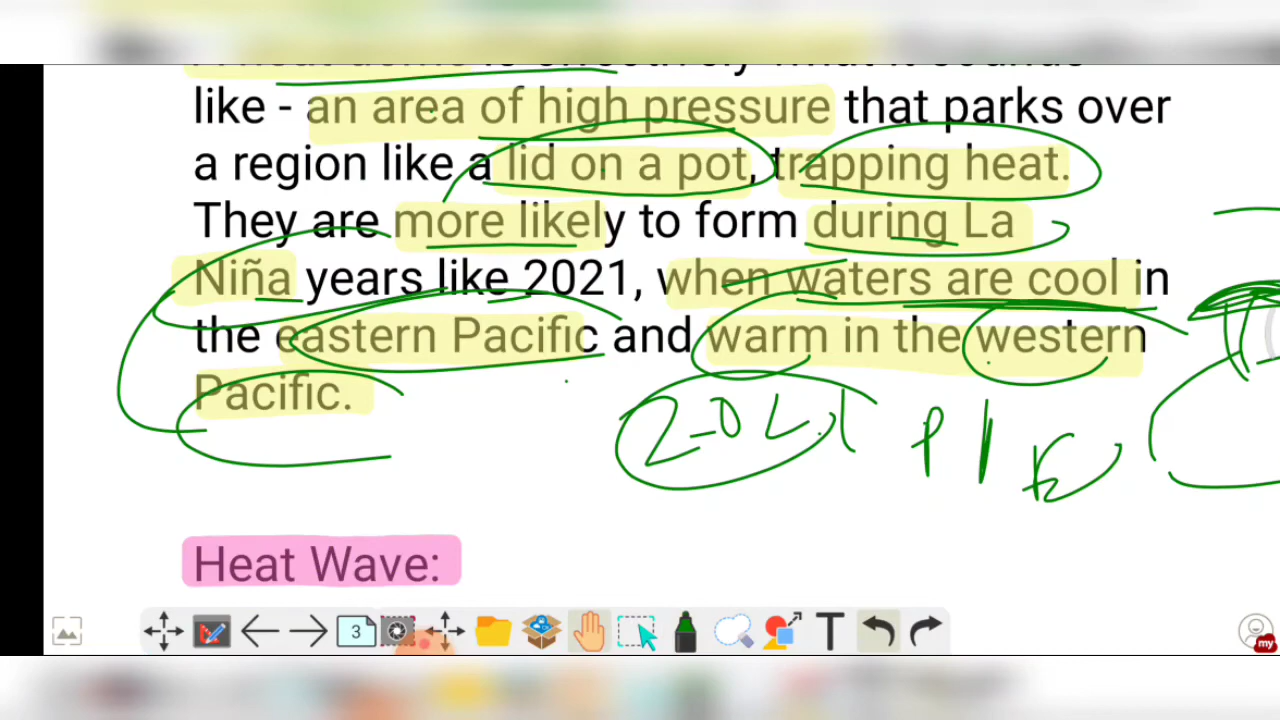 like - an area of high pressure that parks over
a region like a lid on a pot, trapping heat.
They are more likely to form during La
Niña years like 2021, when waters are cool in
the eastern Pacific and warm in the western
Pacific.
Heat Wave:
3
T
my